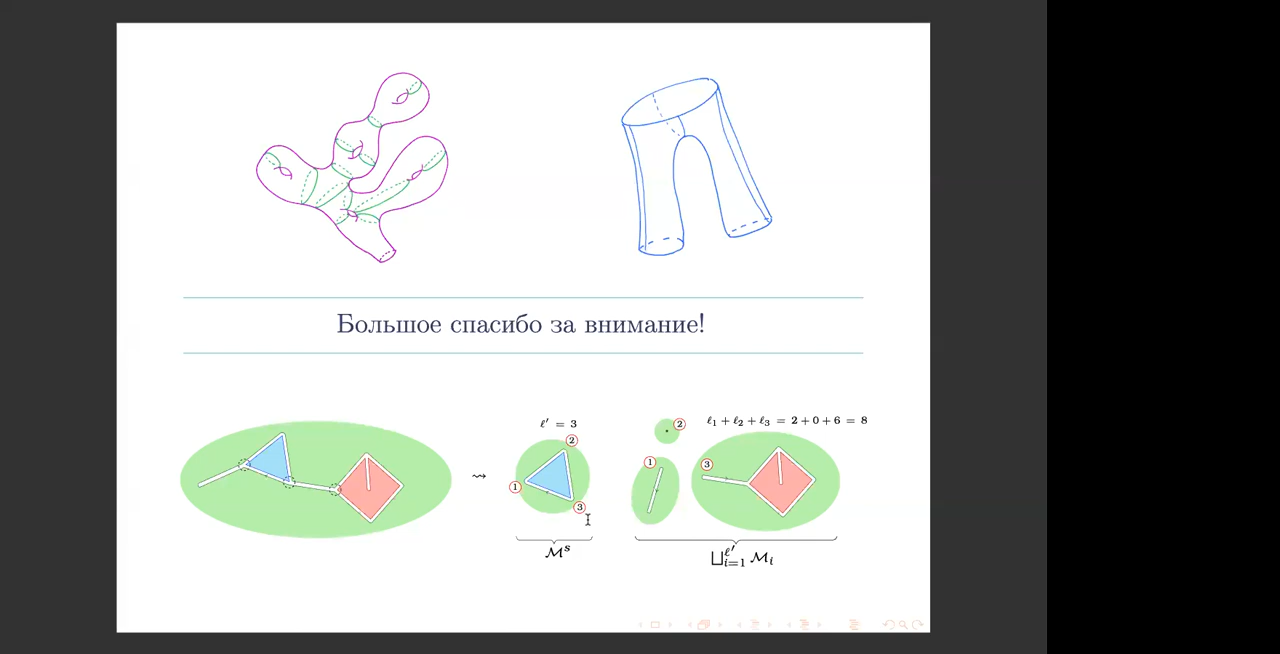 Большое спасибо за внимание!
ℓ′ = 3
ℓ₁ + ℓ₂ + ℓ₃ = 2 + 0 + 6 = 8
②
②
①
③
①
③
⇝
ℳˢ
⨆ᵢ₌₁^ℓ′ ℳᵢ